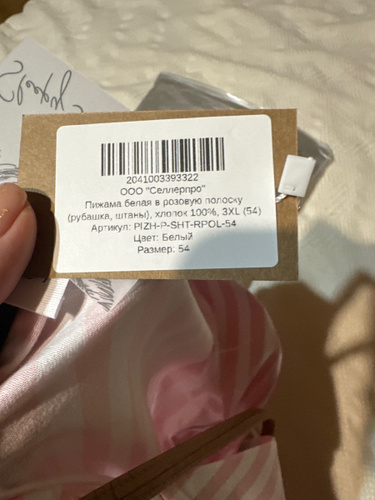 2041003393322
ООО "Селлерпро"
Пижама белая в розовую полоску
(рубашка, штаны), хлопок 100%, 3XL (54)
Артикул: PIZH-P-SHT-RPOL-54
Цвет: Белый
Размер: 54